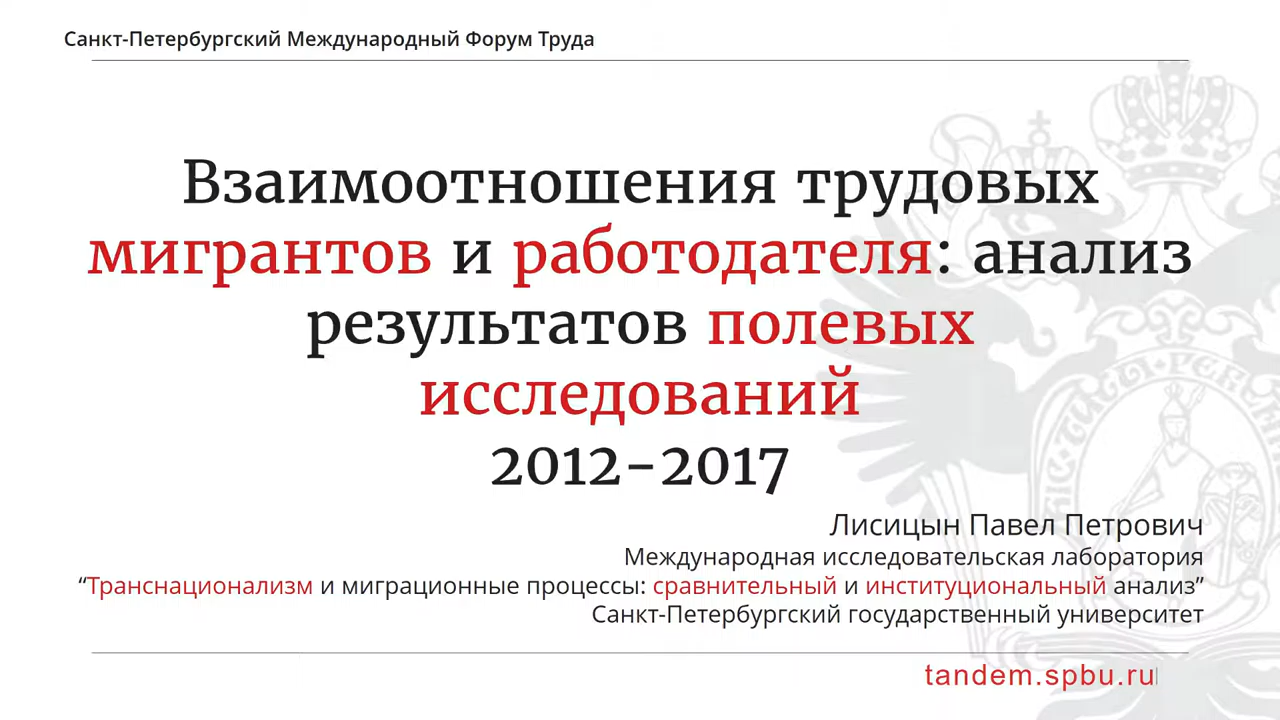 Санкт-Петербургский Международный Форум Труда
Взаимоотношения трудовых
мигрантов и работодателя: анализ
результатов полевых
исследований
2012–2017
Лисицын Павел Петрович
Международная исследовательская лаборатория
“Транснационализм и миграционные процессы: сравнительный и институциональный анализ”
Санкт-Петербургский государственный университет
tandem.spbu.ru